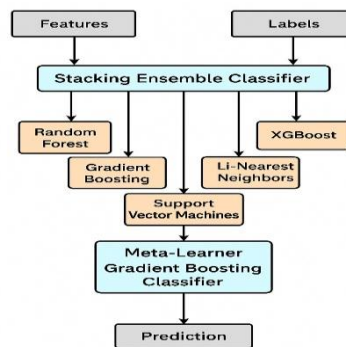 Features
Labels
Stacking Ensemble Classifier
Random
Forest
XGBoost
Gradient
Boosting
Li-Nearest
Neighbors
Support
Vector Machines
Meta-Learner
Gradient Boosting
Classifier
Prediction